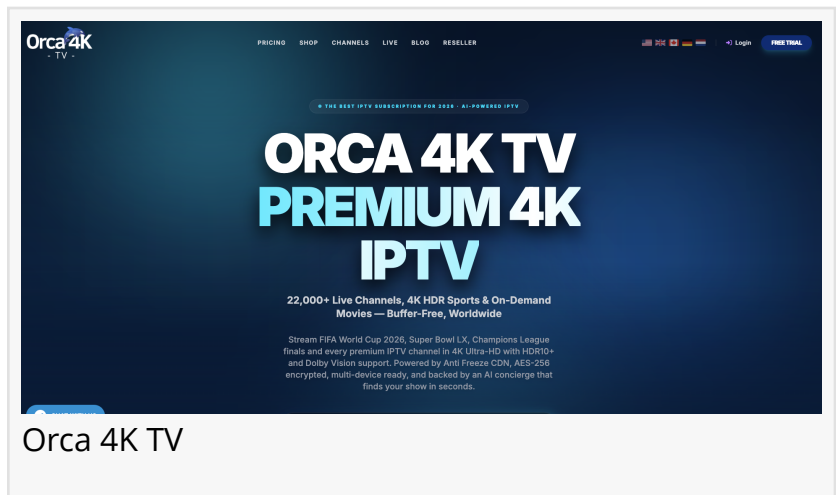 Orca 4K
- TV -
PRICING SHOP CHANNELS LIVE BLOG RESELLER
Login
FREE TRIAL
THE BEST IPTV SUBSCRIPTION FOR 2026 · AI-POWERED IPTV
ORCA 4K TV
PREMIUM 4K
IPTV
22,000+ Live Channels, 4K HDR Sports & On-Demand
Movies — Buffer-Free, Worldwide
Stream FIFA World Cup 2026, Super Bowl LX, Champions League
finals and every premium IPTV channel in 4K Ultra-HD with HDR10+
and Dolby Vision support. Powered by Anti Freeze CDN, AES-256
encrypted, multi-device ready, and backed by an AI concierge that
finds your show in seconds.
Orca 4K TV